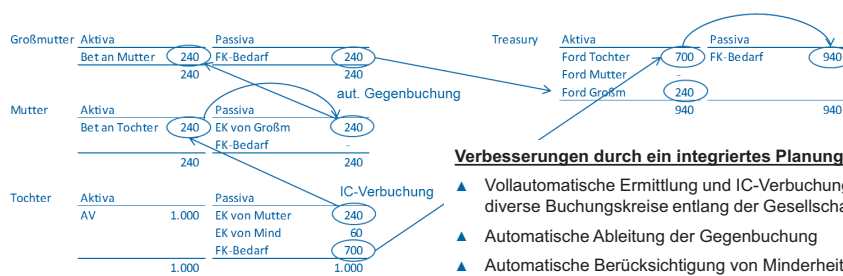 Großmutter Aktiva Passiva
Bet an Mutter 240 FK-Bedarf 240
240 240
aut. Gegenbuchung
Mutter Aktiva Passiva
Bet an Tochter 240 EK von Großm 240
FK-Bedarf -
240 240
IC-Verbuchung
Tochter Aktiva Passiva
AV 1.000 EK von Mutter 240
EK von Mind 60
FK-Bedarf 700
1.000 1.000
Treasury Aktiva Passiva
Ford Tochter 700 FK-Bedarf 940
Ford Mutter -
Ford Großm 240
940 940
Verbesserungen durch ein integriertes Planung
▲ Vollautomatische Ermittlung und IC-Verbuchung
diverse Buchungskreise entlang der Gesellscha
▲ Automatische Ableitung der Gegenbuchung
▲ Automatische Berücksichtigung von Minderheit